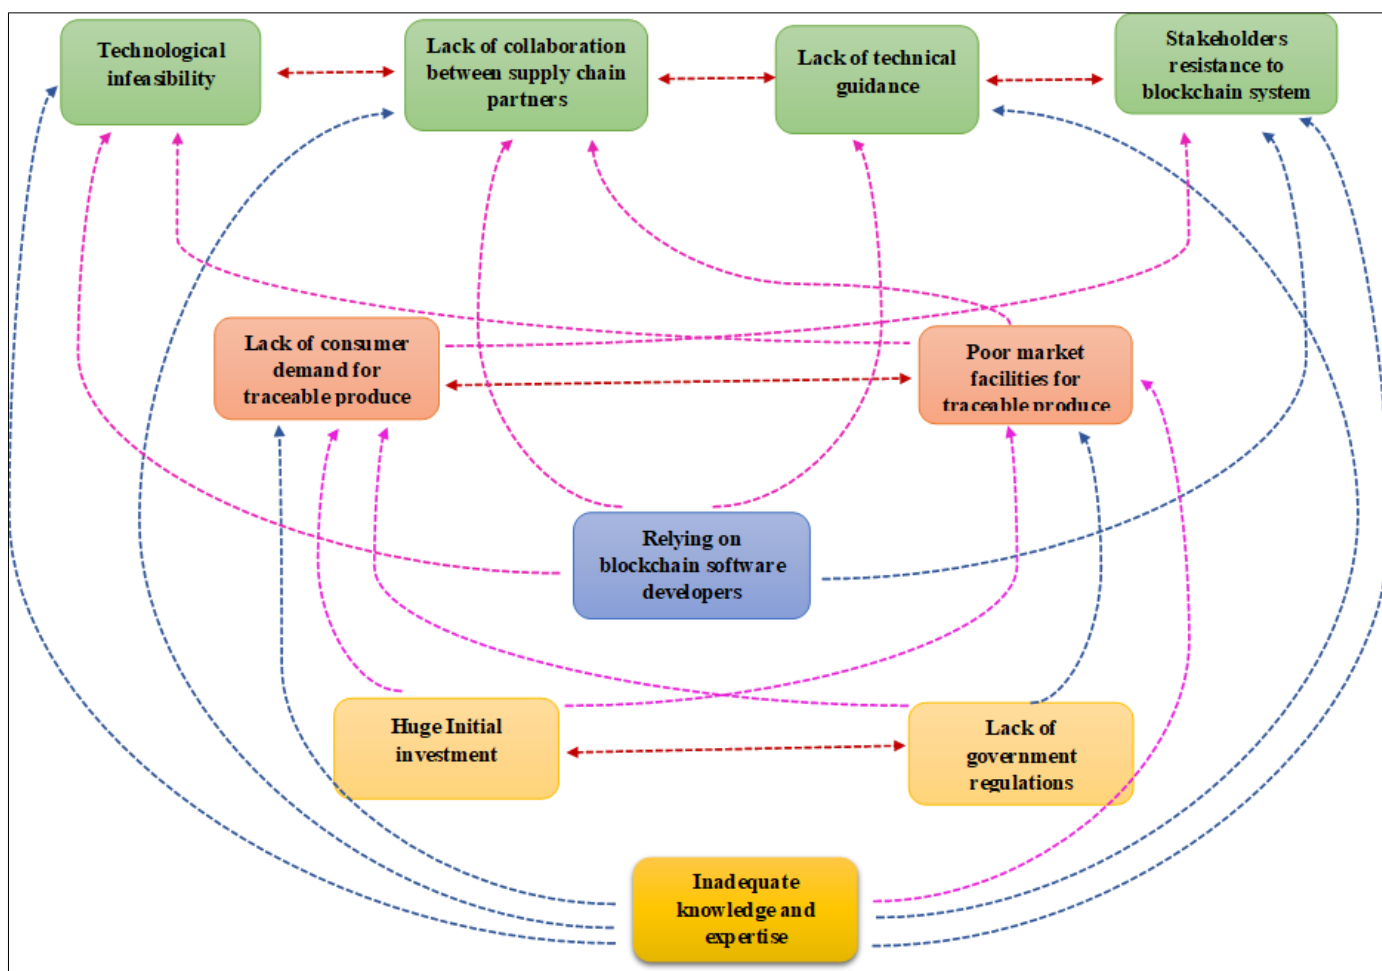 Technological
infeasibility
Lack of collaboration
between supply chain
partners
Lack of technical
guidance
Stakeholders
resistance to
blockchain system
Lack of consumer
demand for
traceable produce
Poor market
facilities for
traceable produce
Relying on
blockchain software
developers
Huge Initial
investment
Lack of
government
regulations
Inadequate
knowledge and
expertise